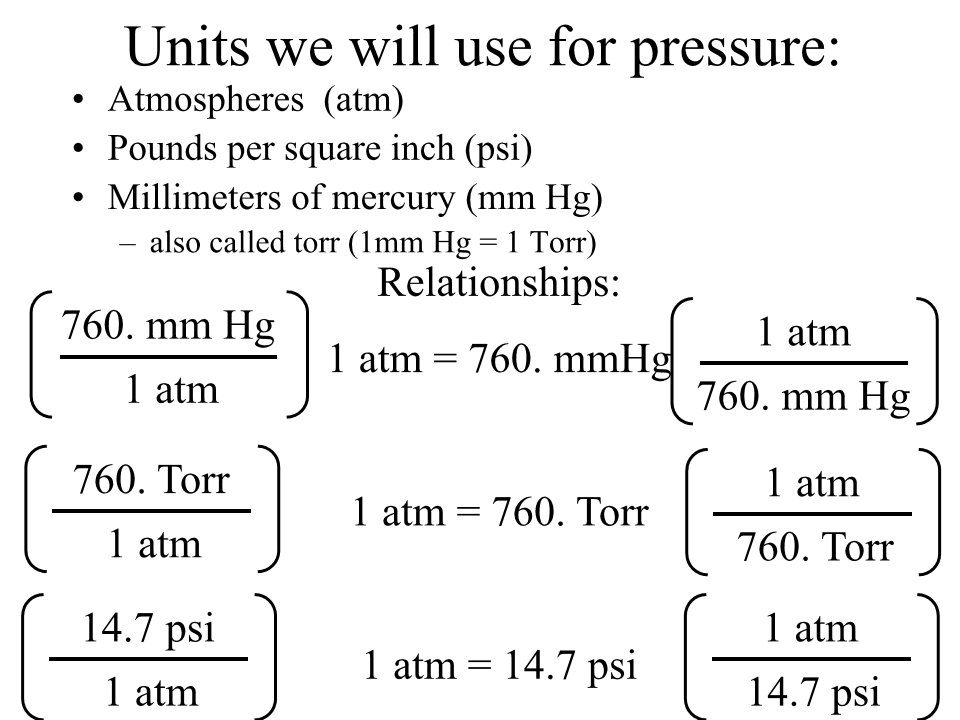 Units we will use for pressure:
• Atmospheres (atm)
• Pounds per square inch (psi)
• Millimeters of mercury (mm Hg)
– also called torr (1mm Hg = 1 Torr)
Relationships:
760. mm Hg
1 atm
1 atm = 760. mmHg
1 atm
760. mm Hg
760. Torr
1 atm
1 atm = 760. Torr
1 atm
760. Torr
14.7 psi
1 atm
1 atm = 14.7 psi
1 atm
14.7 psi